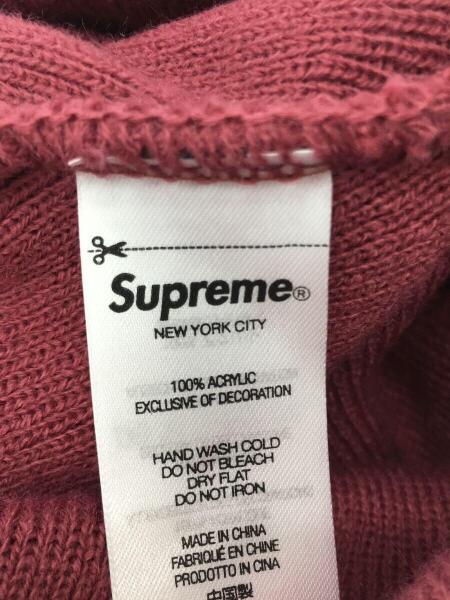 Supreme®
NEW YORK CITY
100% ACRYLIC
EXCLUSIVE OF DECORATION
HAND WASH COLD
DO NOT BLEACH
DRY FLAT
DO NOT IRON
MADE IN CHINA
FABRIQUÉ EN CHINE
PRODOTTO IN CINA
中国製